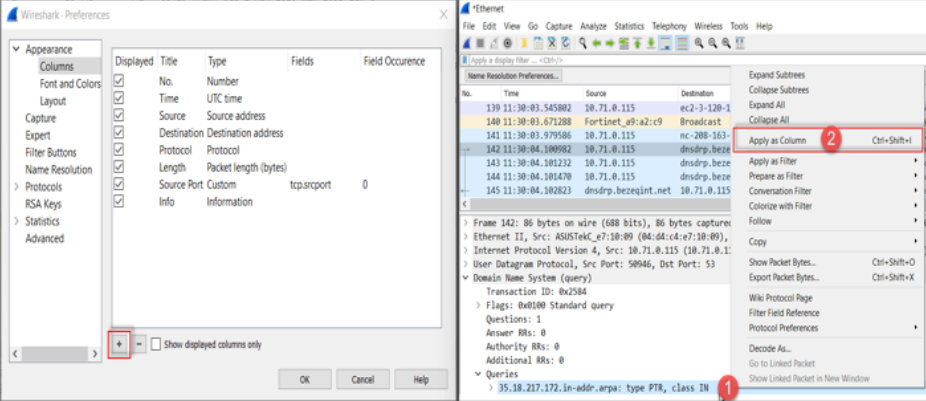 Wireshark · Preferences
Appearance
Columns
Font and Colors
Layout
Capture
Expert
Filter Buttons
Name Resolution
Protocols
RSA Keys
Statistics
Advanced
Displayed Title Type Fields Field Occurence
No. Number
Time UTC time
Source Source address
Destination Destination address
Protocol Protocol
Length Packet length (bytes)
Source Port Custom tcp.srcport 0
Info Information
+ - Show displayed columns only
OK Cancel Help
*Ethernet
File Edit View Go Capture Analyze Statistics Telephony Wireless Tools Help
Apply a display filter ... <Ctrl-/>
Name Resolution Preferences...
No. Time Source Destination
139 11:30:03.545802 10.71.0.115 ec2-3-120-1
140 11:30:03.671288 Fortinet_a9:a2:c9 Broadcast
141 11:30:03.979586 10.71.0.115 nc-208-163-
142 11:30:04.100982 10.71.0.115 dnsdrp.beze
143 11:30:04.101232 10.71.0.115 dnsdrp.beze
144 11:30:04.101470 10.71.0.115 dnsdrp.beze
145 11:30:04.102823 dnsdrp.bezeqint.net 10.71.0.115
Frame 142: 86 bytes on wire (688 bits), 86 bytes capture
Ethernet II, Src: ASUSTekC_e7:10:09 (04:d4:c4:e7:10:09),
Internet Protocol Version 4, Src: 10.71.0.115 (10.71.0.1
User Datagram Protocol, Src Port: 50946, Dst Port: 53
Domain Name System (query)
Transaction ID: 0x2584
Flags: 0x0100 Standard query
Questions: 1
Answer RRs: 0
Authority RRs: 0
Additional RRs: 0
Queries
35.18.217.172.in-addr.arpa: type PTR, class IN
1
Expand Subtrees
Collapse Subtrees
Expand All
Collapse All
Apply as Column 2 Ctrl+Shift+I
Apply as Filter
Prepare as Filter
Conversation Filter
Colorize with Filter
Follow
Copy
Show Packet Bytes... Ctrl+Shift+O
Export Packet Bytes... Ctrl+Shift+X
Wiki Protocol Page
Filter Field Reference
Protocol Preferences
Decode As...
Go to Linked Packet
Show Linked Packet in New Window